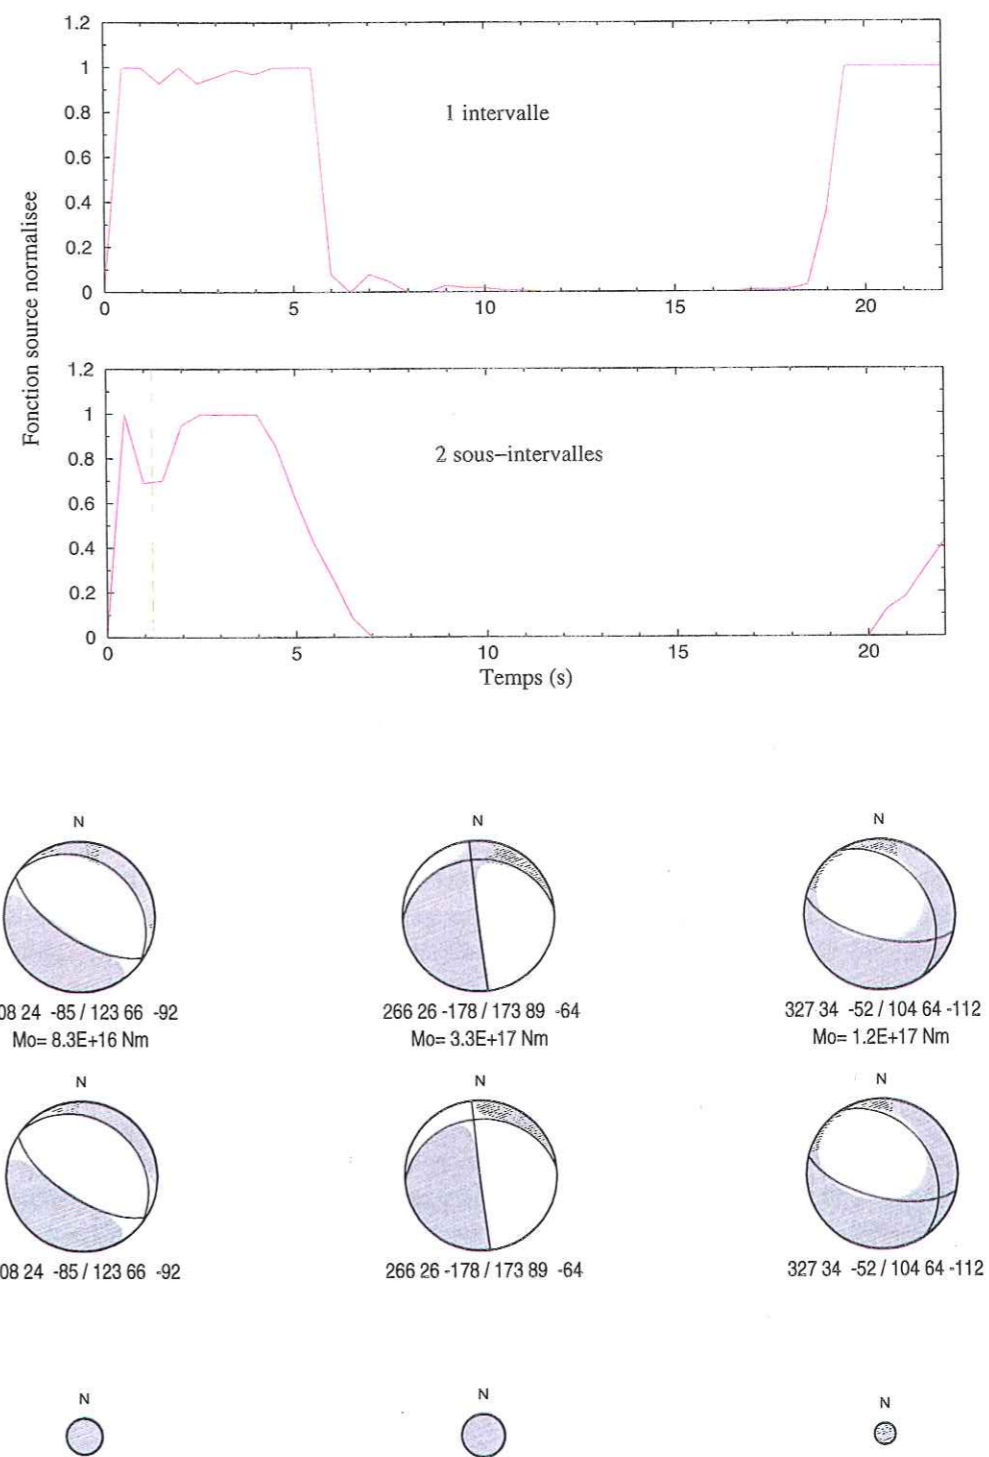 1.2
1
0.8
0.6
0.4
0.2
0
0 5 10 15 20
1 intervalle
Fonction source normalisee
1.2
1
0.8
0.6
0.4
0.2
0
0 5 10 15 20
2 sous-intervalles
Temps (s)
N N N
08 24 -85 / 123 66 -92 266 26 -178 / 173 89 -64 327 34 -52 / 104 64 -112
Mo= 8.3E+16 Nm Mo= 3.3E+17 Nm Mo= 1.2E+17 Nm
N N N
08 24 -85 / 123 66 -92 266 26 -178 / 173 89 -64 327 34 -52 / 104 64 -112
N N N